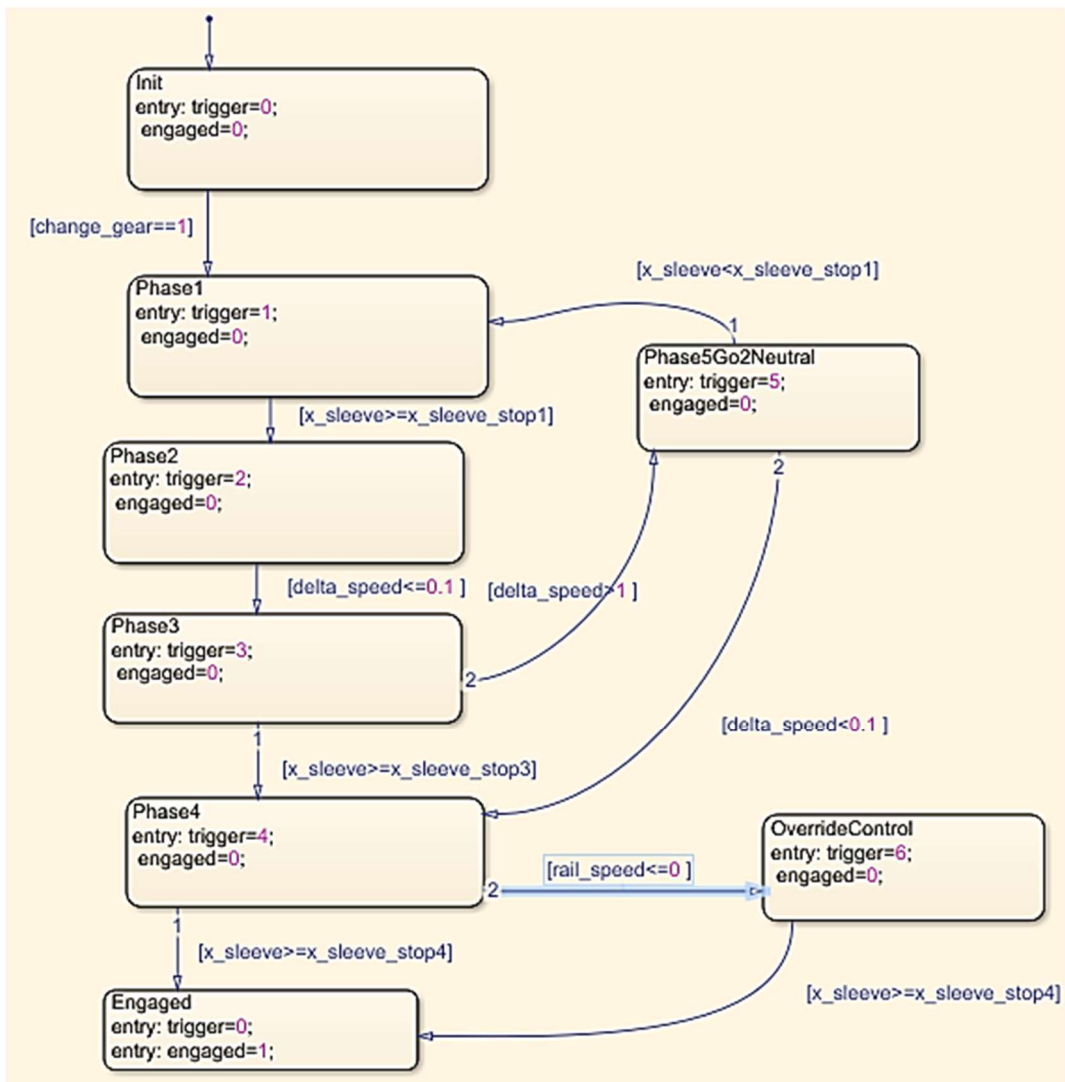 Init
entry: trigger=0;
engaged=0;
[change_gear==1]
[x_sleeve<x_sleeve_stop1]
Phase1
entry: trigger=1;
engaged=0;
1
Phase5Go2Neutral
entry: trigger=5;
engaged=0;
[x_sleeve>=x_sleeve_stop1]
Phase2
entry: trigger=2;
engaged=0;
2
[delta_speed<=0.1 ]
[delta_speed>1 ]
Phase3
entry: trigger=3;
engaged=0;
2
1
[delta_speed<0.1 ]
[x_sleeve>=x_sleeve_stop3]
Phase4
entry: trigger=4;
engaged=0;
OverrideControl
entry: trigger=6;
engaged=0;
[rail_speed<=0 ]
2
1
[x_sleeve>=x_sleeve_stop4]
[x_sleeve>=x_sleeve_stop4]
Engaged
entry: trigger=0;
entry: engaged=1;